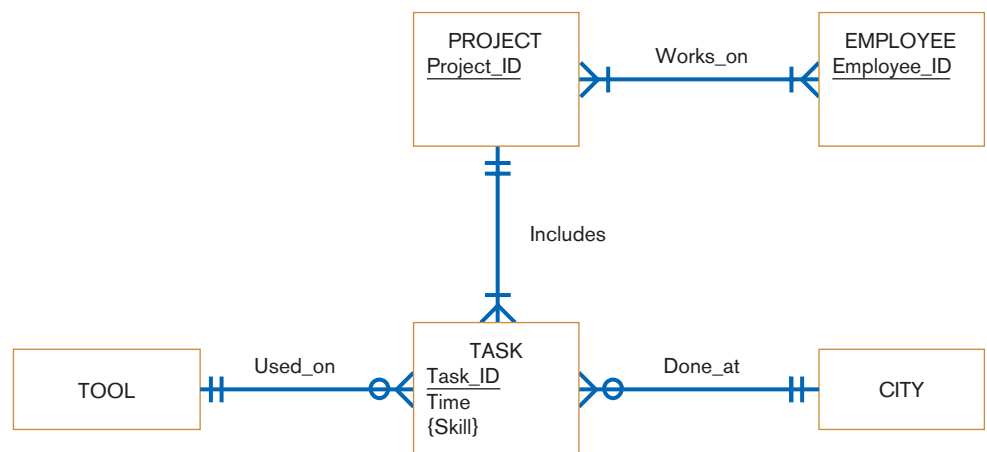 PROJECT
Project_ID
Works_on
EMPLOYEE
Employee_ID
Includes
TOOL
Used_on
TASK
Task_ID
Time
{Skill}
Done_at
CITY